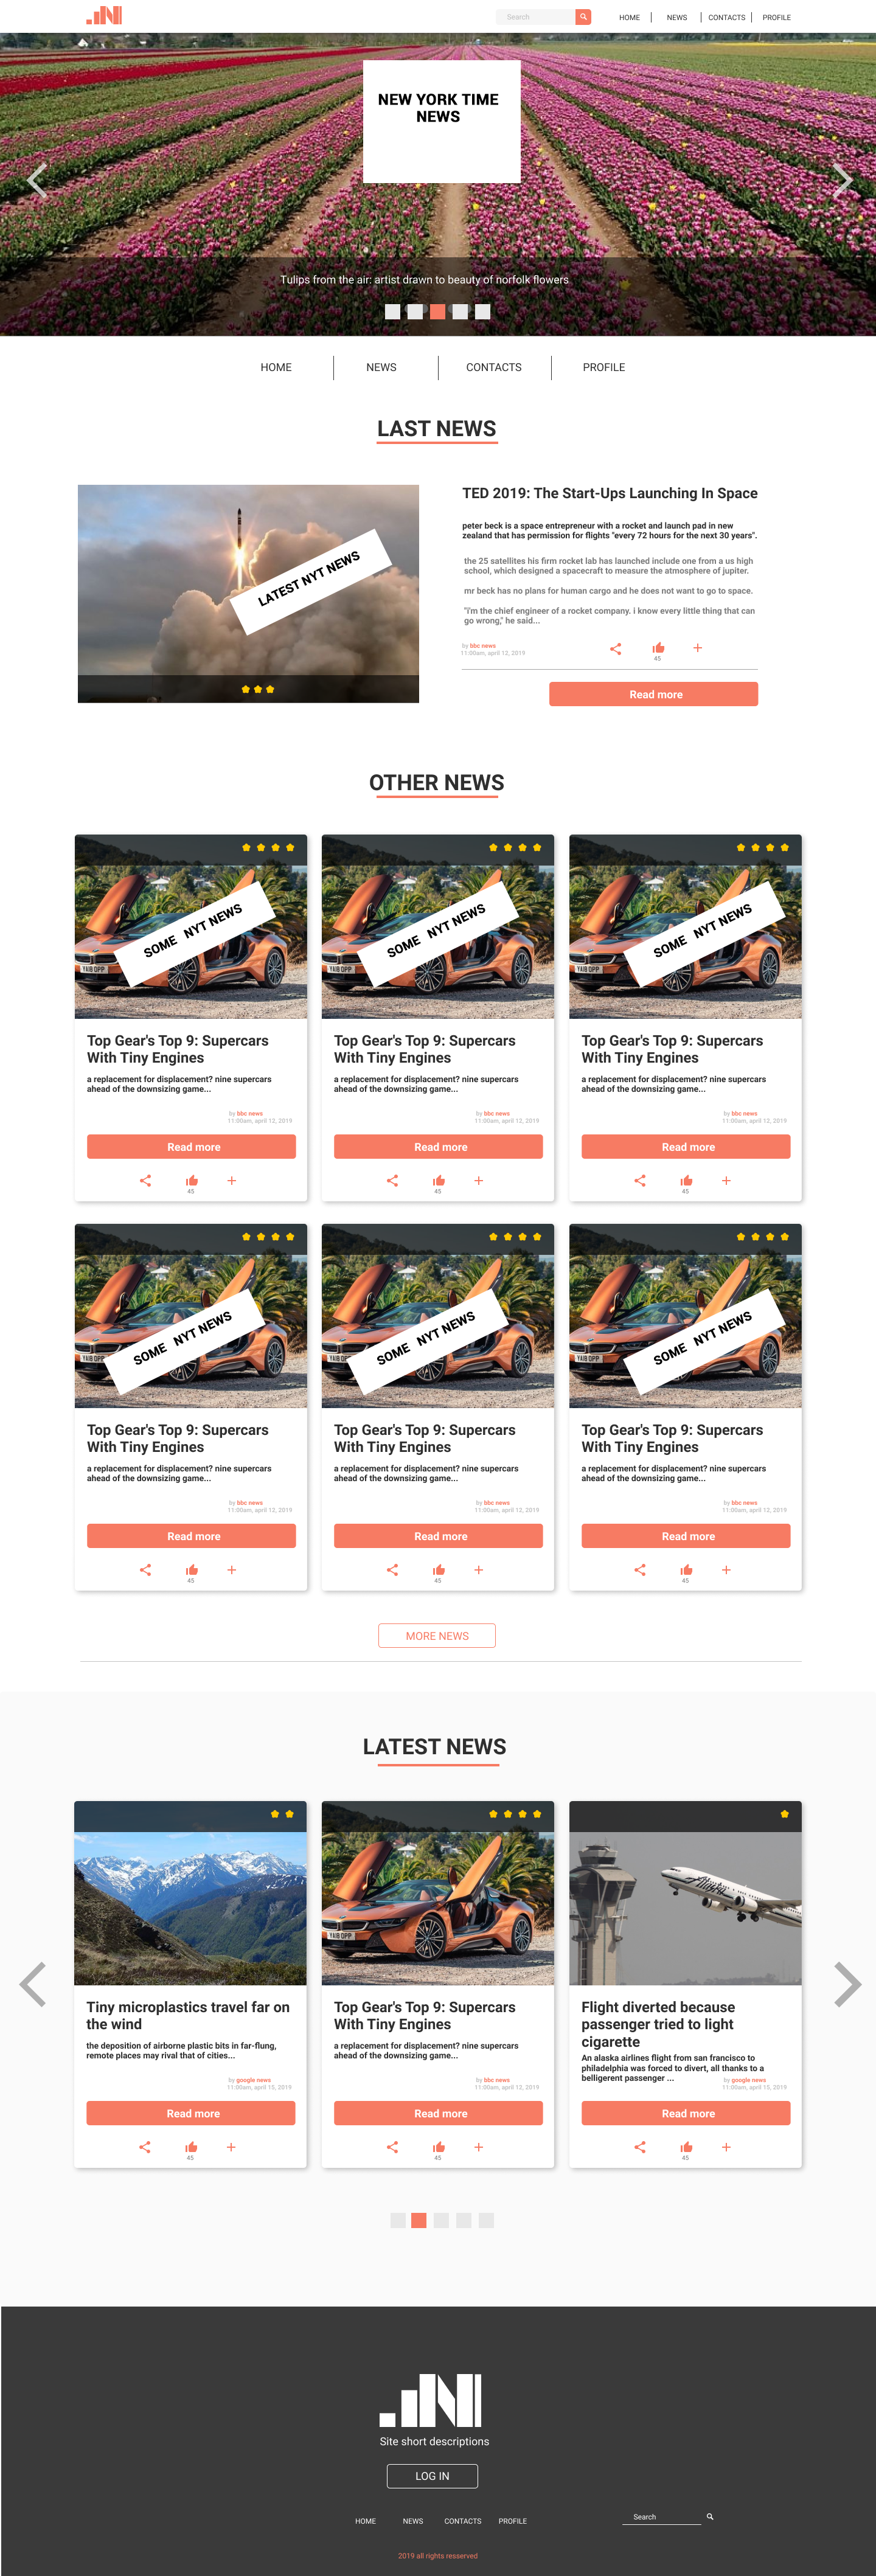 Search
HOME
NEWS
CONTACTS
PROFILE
NEW YORK TIME
NEWS
Tulips from the air: artist drawn to beauty of norfolk flowers
HOME
NEWS
CONTACTS
PROFILE
LAST NEWS
LATEST NYT NEWS
TED 2019: The Start-Ups Launching In Space
peter beck is a space entrepreneur with a rocket and launch pad in new
zealand that has permission for flights "every 72 hours for the next 30 years".
the 25 satellites his firm rocket lab has launched include one from a us high
school, which designed a spacecraft to measure the atmosphere of jupiter.
mr beck has no plans for human cargo and he does not want to go to space.
"i'm the chief engineer of a rocket company. i know every little thing that can
go wrong," he said...
by bbc news
11:00am, april 12, 2019
45
Read more
OTHER NEWS
SOME NYT NEWS
YAIB DPP
Top Gear's Top 9: Supercars
With Tiny Engines
a replacement for displacement? nine supercars
ahead of the downsizing game...
by bbc news
11:00am, april 12, 2019
Read more
45
SOME NYT NEWS
YAIB DPP
Top Gear's Top 9: Supercars
With Tiny Engines
a replacement for displacement? nine supercars
ahead of the downsizing game...
by bbc news
11:00am, april 12, 2019
Read more
45
SOME NYT NEWS
YAIB DPP
Top Gear's Top 9: Supercars
With Tiny Engines
a replacement for displacement? nine supercars
ahead of the downsizing game...
by bbc news
11:00am, april 12, 2019
Read more
45
SOME NYT NEWS
YAIB DPP
Top Gear's Top 9: Supercars
With Tiny Engines
a replacement for displacement? nine supercars
ahead of the downsizing game...
by bbc news
11:00am, april 12, 2019
Read more
45
SOME NYT NEWS
YAIB DPP
Top Gear's Top 9: Supercars
With Tiny Engines
a replacement for displacement? nine supercars
ahead of the downsizing game...
by bbc news
11:00am, april 12, 2019
Read more
45
SOME NYT NEWS
YAIB DPP
Top Gear's Top 9: Supercars
With Tiny Engines
a replacement for displacement? nine supercars
ahead of the downsizing game...
by bbc news
11:00am, april 12, 2019
Read more
45
MORE NEWS
LATEST NEWS
Tiny microplastics travel far on
the wind
the deposition of airborne plastic bits in far-flung,
remote places may rival that of cities...
by google news
11:00am, april 15, 2019
Read more
45
YAIB DPP
Top Gear's Top 9: Supercars
With Tiny Engines
a replacement for displacement? nine supercars
ahead of the downsizing game...
by bbc news
11:00am, april 12, 2019
Read more
45
Alaska
Flight diverted because
passenger tried to light
cigarette
An alaska airlines flight from san francisco to
philadelphia was forced to divert, all thanks to a
belligerent passenger ...
by google news
11:00am, april 15, 2019
Read more
45
Site short descriptions
LOG IN
HOME
NEWS
CONTACTS
PROFILE
Search
2019 all rights resserved